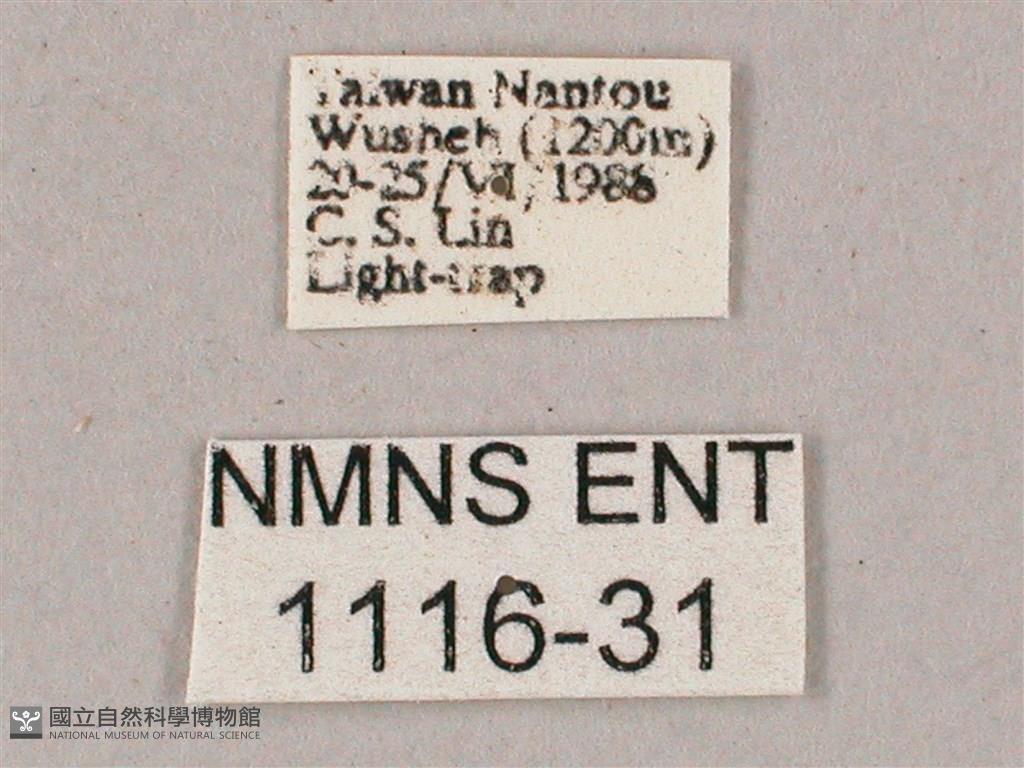 Taiwan Nantou
Wusheh (1200m)
20-25/VI, 1986
C. S. Lin
Light-trap
NMNS ENT
1116-31
國立自然科學博物館
NATIONAL MUSEUM OF NATURAL SCIENCE